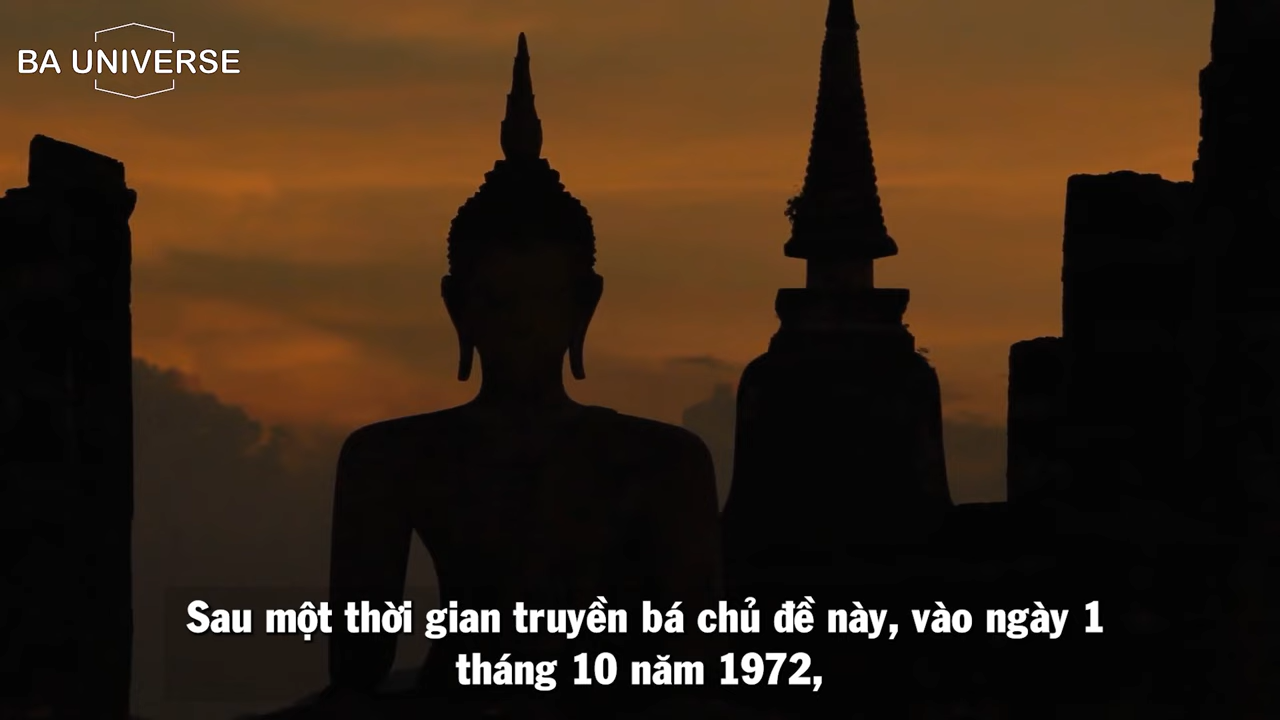 BA UNIVERSE
Sau một thời gian truyền bá chủ đề này, vào ngày 1
tháng 10 năm 1972,